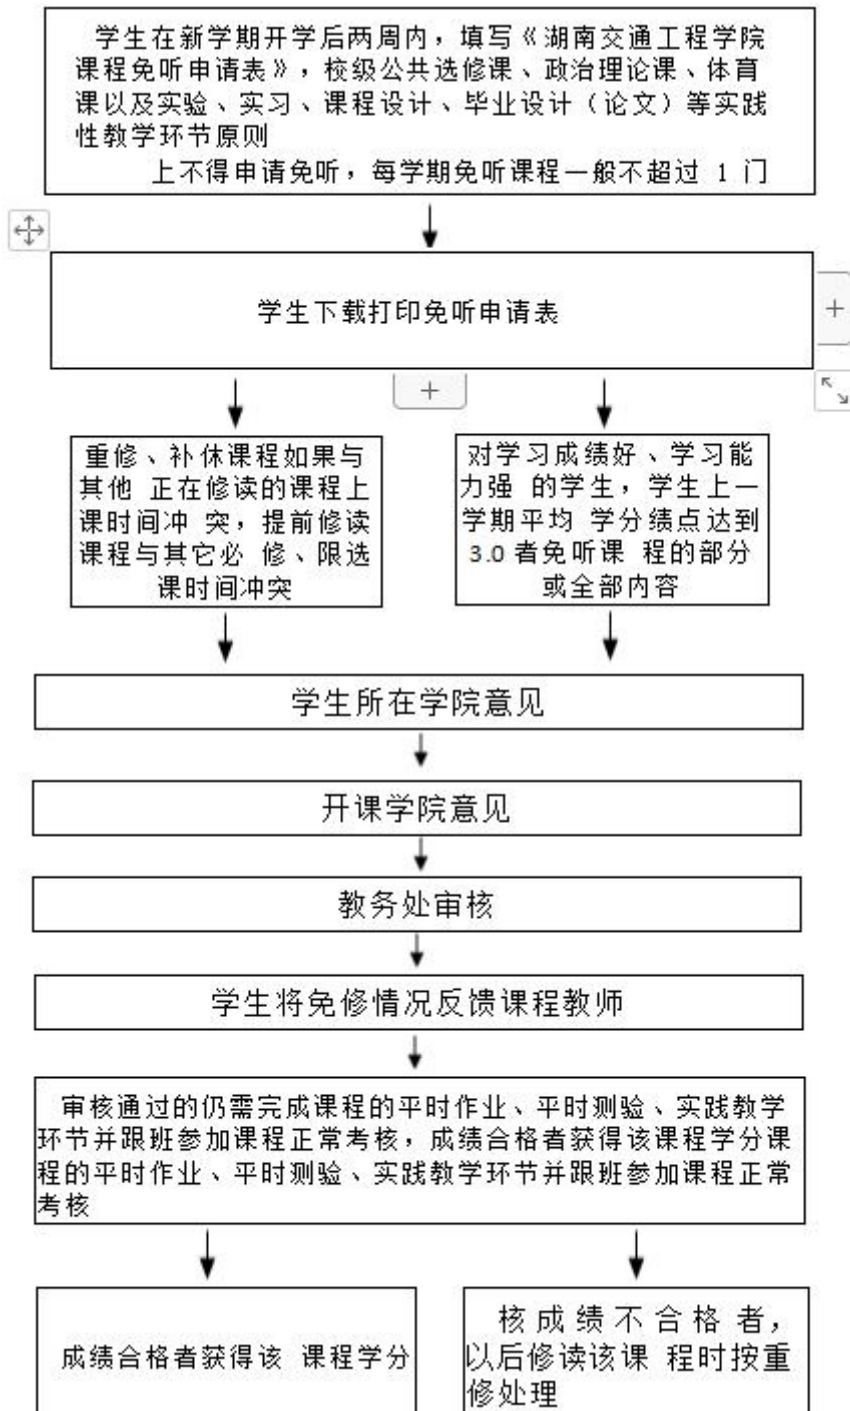 学生在新学期开学后两周内，填写《湖南交通工程学院
课程免听申请表》，校级公共选修课、政治理论课、体育
课以及实验、实习、课程设计、毕业设计（论文）等实践
性教学环节原则
上不得申请免听，每学期免听课程一般不超过 1 门
学生下载打印免听申请表
重修、补休课程如果与
其他 正在修读的课程上
课时间冲 突，提前修读
课程与其它必 修、限选
课时间冲突
对学习成绩好、学习能
力强 的学生，学生上一
学期平均 学分绩点达到
3.0 者免听课 程的部分
或全部内容
学生所在学院意见
开课学院意见
教务处审核
学生将免修情况反馈课程教师
审核通过的仍需完成课程的平时作业、平时测验、实践教学
环节并跟班参加课程正常考核，成绩合格者获得该课程学分课
程的平时作业、平时测验、实践教学环节并跟班参加课程正常
考核
成绩合格者获得该 课程学分
核成绩不合格 者，
以后修读该课 程时按重
修处理